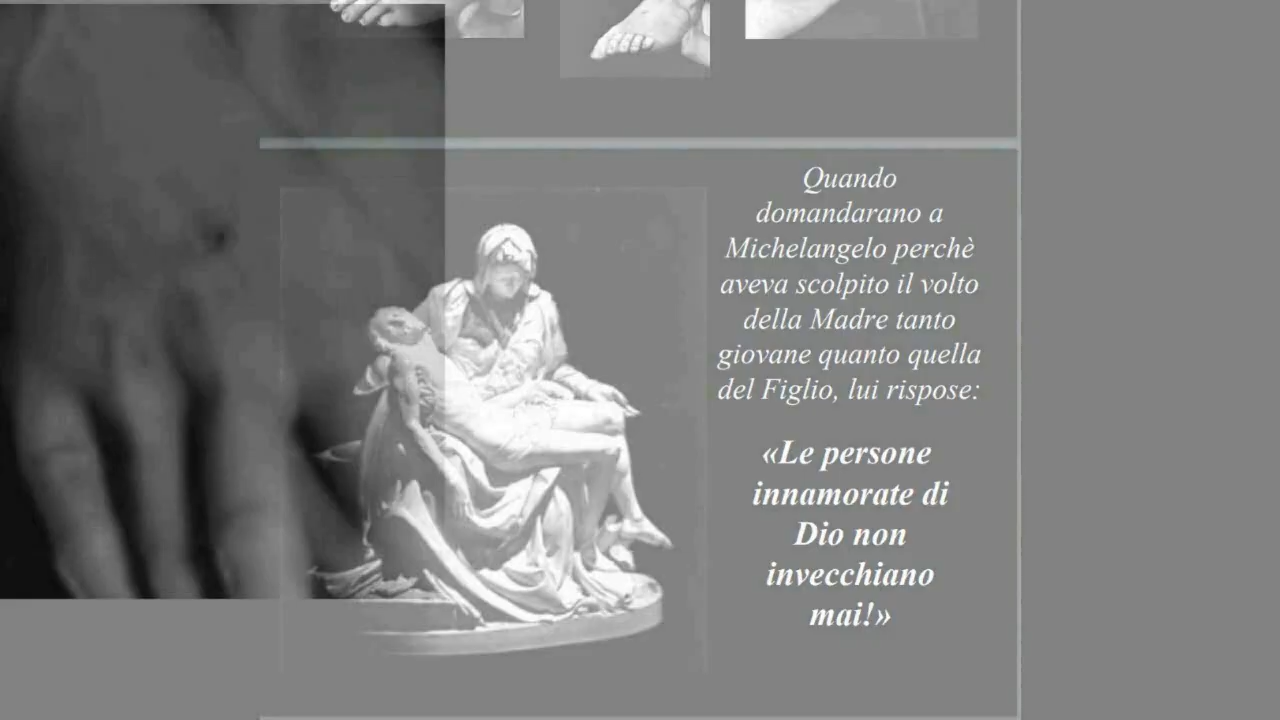 Quando
domandarano a
Michelangelo perchè
aveva scolpito il volto
della Madre tanto
giovane quanto quella
del Figlio, lui rispose:
«Le persone
innamorate di
Dio non
invecchiano
mai!»